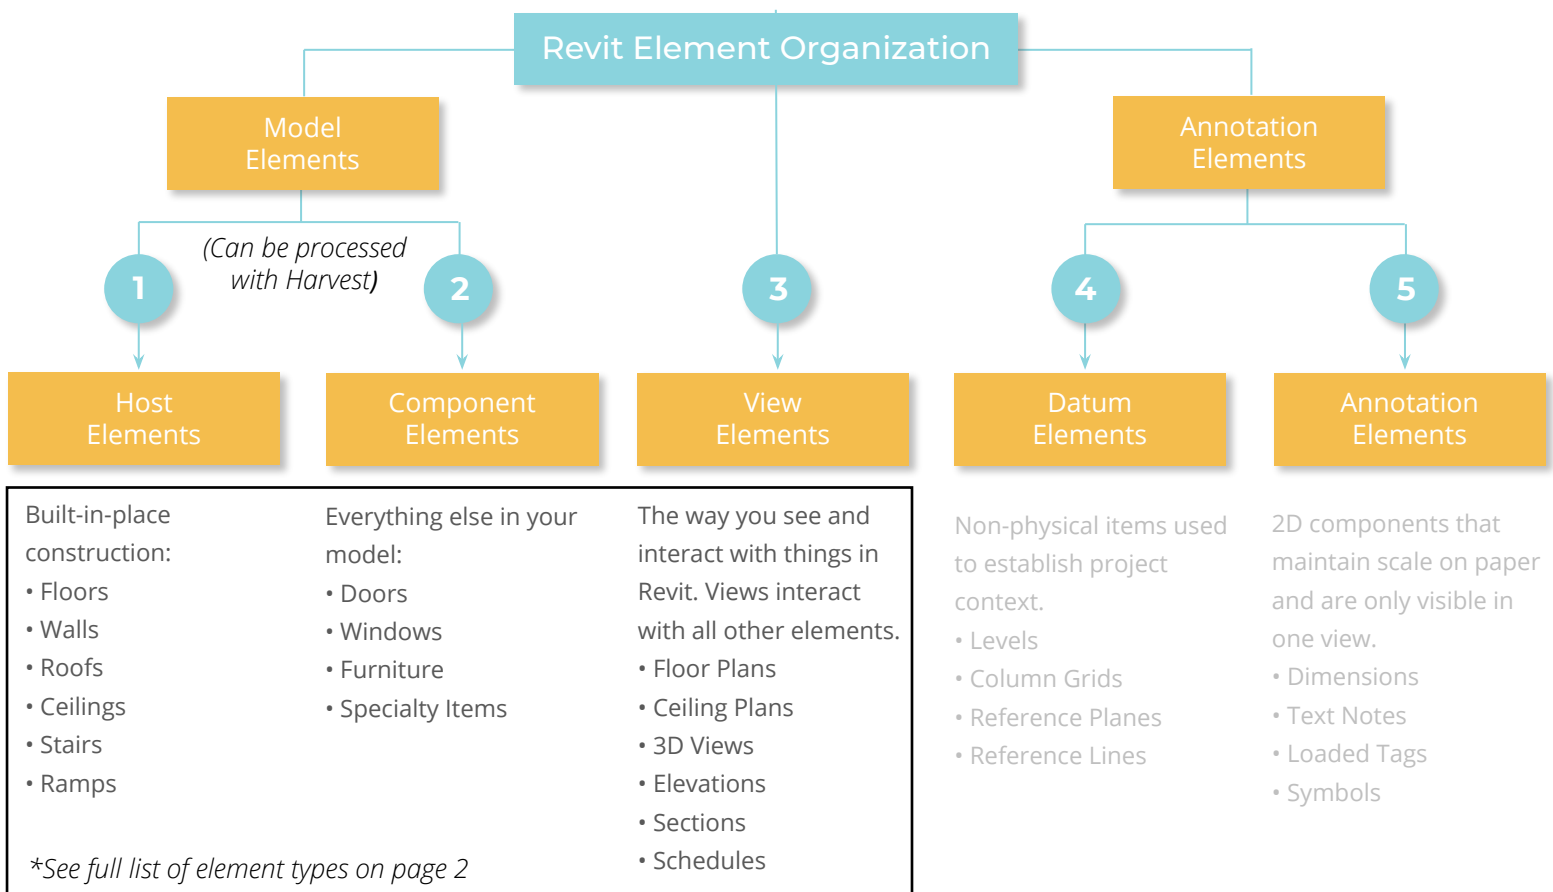 Revit Element Organization
Model
Elements
Annotation
Elements
(Can be processed
with Harvest)
1
2
3
4
5
Host
Elements
Component
Elements
View
Elements
Datum
Elements
Annotation
Elements
Built-in-place
construction:
• Floors
• Walls
• Roofs
• Ceilings
• Stairs
• Ramps
*See full list of element types on page 2
Everything else in your
model:
• Doors
• Windows
• Furniture
• Specialty Items
The way you see and
interact with things in
Revit. Views interact
with all other elements.
• Floor Plans
• Ceiling Plans
• 3D Views
• Elevations
• Sections
• Schedules
Non-physical items used
to establish project
context.
• Levels
• Column Grids
• Reference Planes
• Reference Lines
2D components that
maintain scale on paper
and are only visible in
one view.
• Dimensions
• Text Notes
• Loaded Tags
• Symbols